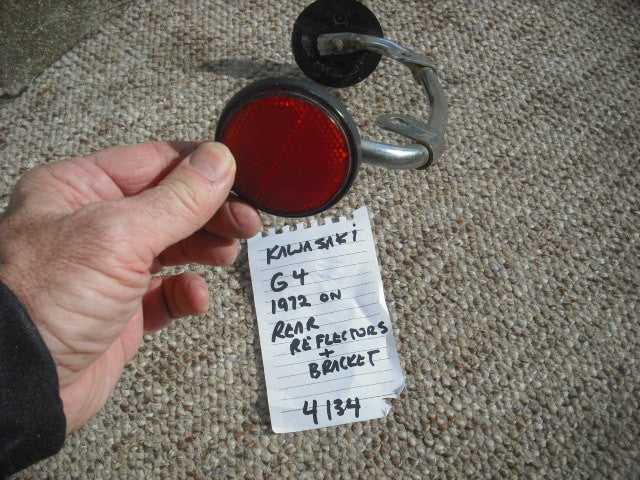 KAWASAKI
G4
1972 ON
REAR
REFLECTORS
+
BRACKET
4134